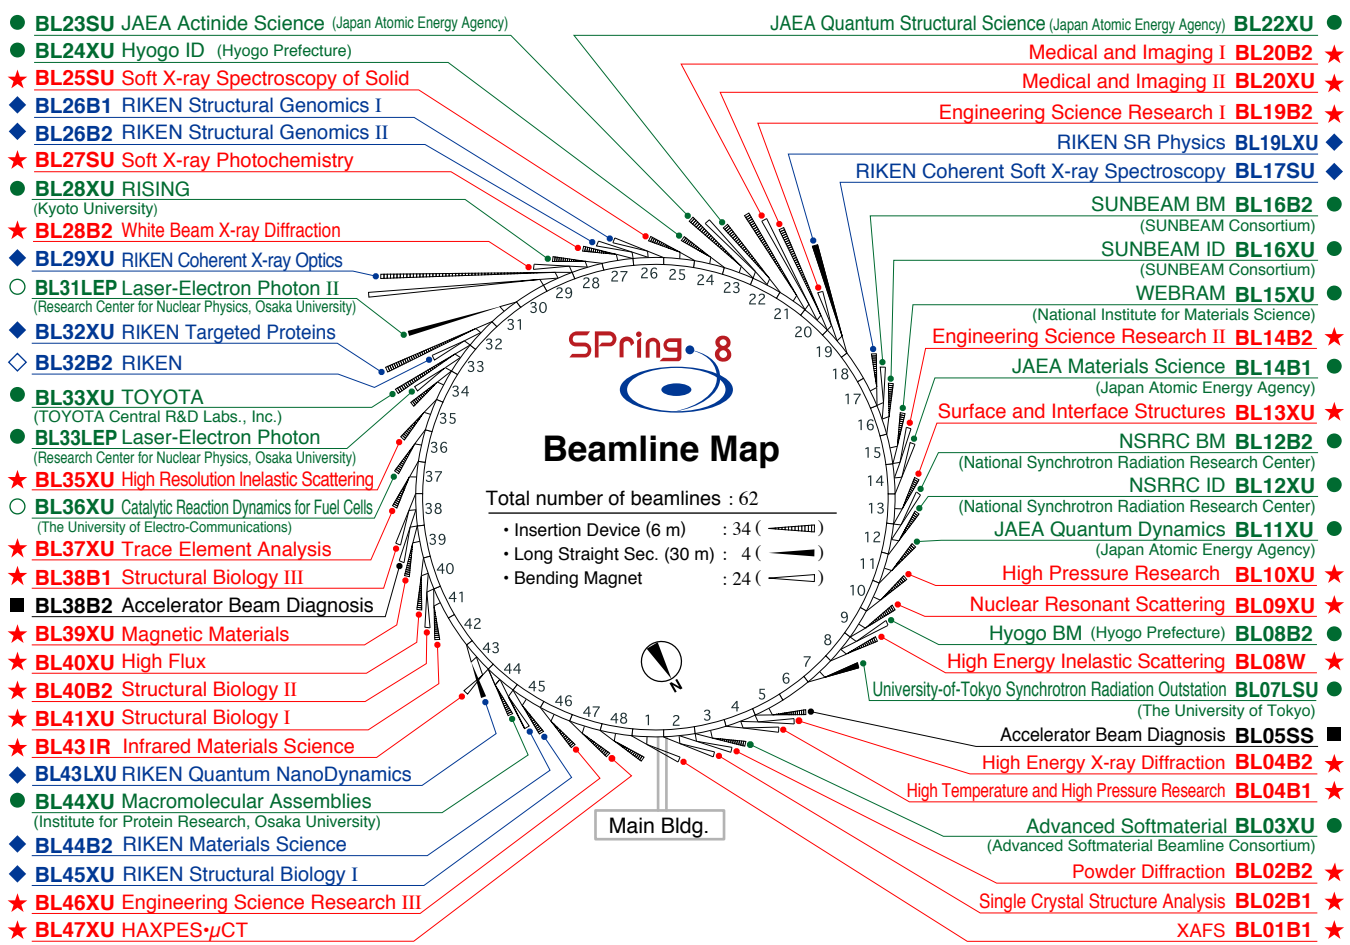 BL23SU JAEA Actinide Science (Japan Atomic Energy Agency)
BL24XU Hyogo ID (Hyogo Prefecture)
BL25SU Soft X-ray Spectroscopy of Solid
BL26B1 RIKEN Structural Genomics I
BL26B2 RIKEN Structural Genomics II
BL27SU Soft X-ray Photochemistry
BL28XU RISING
(Kyoto University)
BL28B2 White Beam X-ray Diffraction
BL29XU RIKEN Coherent X-ray Optics
BL31LEP Laser-Electron Photon II
(Research Center for Nuclear Physics, Osaka University)
BL32XU RIKEN Targeted Proteins
BL32B2 RIKEN
BL33XU TOYOTA
(TOYOTA Central R&D Labs., Inc.)
BL33LEP Laser-Electron Photon
(Research Center for Nuclear Physics, Osaka University)
BL35XU High Resolution Inelastic Scattering
BL36XU Catalytic Reaction Dynamics for Fuel Cells
(The University of Electro-Communications)
BL37XU Trace Element Analysis
BL38B1 Structural Biology III
BL38B2 Accelerator Beam Diagnosis
BL39XU Magnetic Materials
BL40XU High Flux
BL40B2 Structural Biology II
BL41XU Structural Biology I
BL43IR Infrared Materials Science
BL43LXU RIKEN Quantum NanoDynamics
BL44XU Macromolecular Assemblies
(Institute for Protein Research, Osaka University)
BL44B2 RIKEN Materials Science
BL45XU RIKEN Structural Biology I
BL46XU Engineering Science Research III
BL47XU HAXPES•μCT
JAEA Quantum Structural Science (Japan Atomic Energy Agency) BL22XU
Medical and Imaging I BL20B2
Medical and Imaging II BL20XU
Engineering Science Research I BL19B2
RIKEN SR Physics BL19LXU
RIKEN Coherent Soft X-ray Spectroscopy BL17SU
SUNBEAM BM BL16B2
(SUNBEAM Consortium)
SUNBEAM ID BL16XU
(SUNBEAM Consortium)
WEBRAM BL15XU
(National Institute for Materials Science)
Engineering Science Research II BL14B2
JAEA Materials Science BL14B1
(Japan Atomic Energy Agency)
Surface and Interface Structures BL13XU
NSRRC BM BL12B2
(National Synchrotron Radiation Research Center)
NSRRC ID BL12XU
(National Synchrotron Radiation Research Center)
JAEA Quantum Dynamics BL11XU
(Japan Atomic Energy Agency)
High Pressure Research BL10XU
Nuclear Resonant Scattering BL09XU
Hyogo BM (Hyogo Prefecture) BL08B2
High Energy Inelastic Scattering BL08W
University-of-Tokyo Synchrotron Radiation Outstation BL07LSU
(The University of Tokyo)
Accelerator Beam Diagnosis BL05SS
High Energy X-ray Diffraction BL04B2
High Temperature and High Pressure Research BL04B1
Advanced Softmaterial BL03XU
(Advanced Softmaterial Beamline Consortium)
Powder Diffraction BL02B2
Single Crystal Structure Analysis BL02B1
XAFS BL01B1
SPring-8
Beamline Map
Total number of beamlines : 62
• Insertion Device (6 m) : 34 ( )
• Long Straight Sec. (30 m) : 4 ( )
• Bending Magnet : 24 ( )
N
Main Bldg.
1
2
3
4
5
6
7
8
9
10
11
12
13
14
15
16
17
18
19
20
21
22
23
24
25
26
27
28
29
30
31
32
33
34
35
36
37
38
39
40
41
42
43
44
45
46
47
48